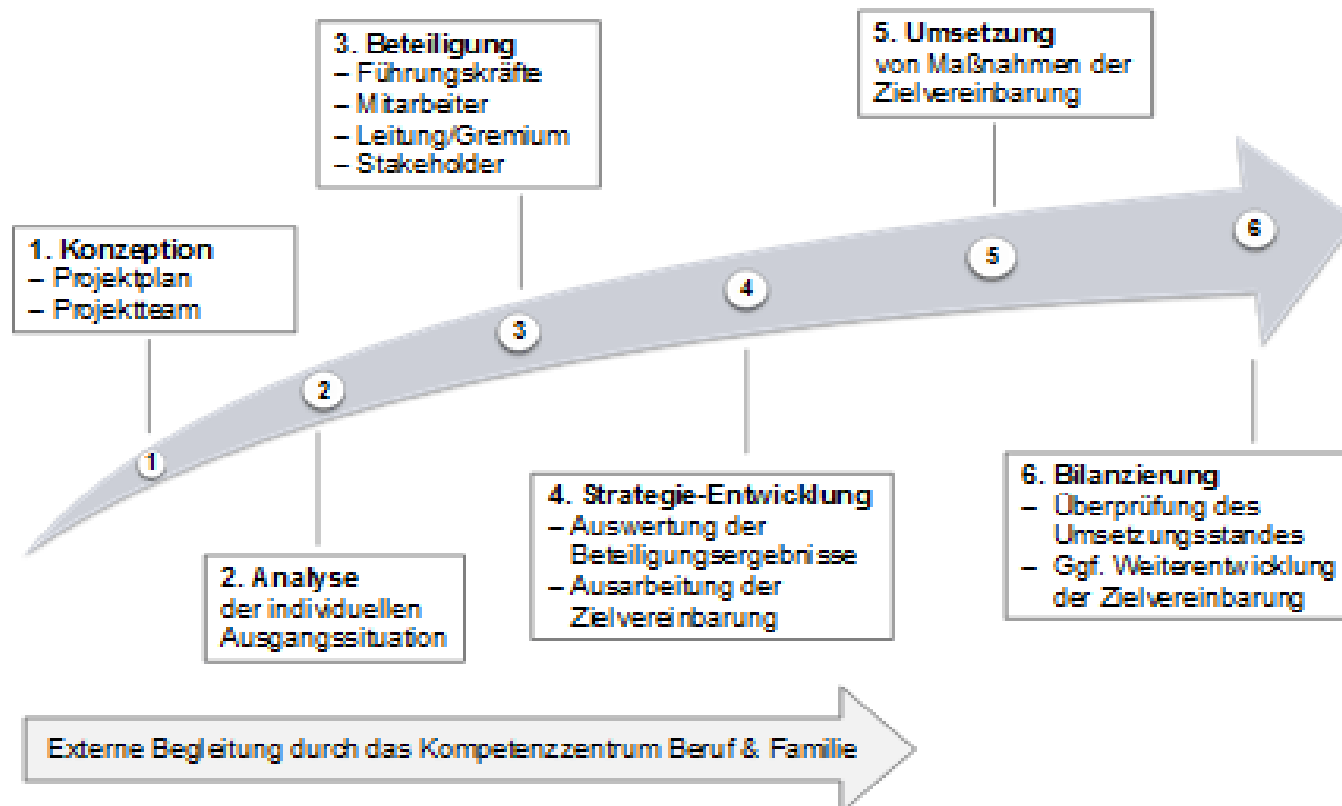 1. Konzeption
– Projektplan
– Projektteam
2. Analyse
der individuellen
Ausgangssituation
3. Beteiligung
– Führungskräfte
– Mitarbeiter
– Leitung/Gremium
– Stakeholder
4. Strategie-Entwicklung
– Auswertung der
Beteiligungsergebnisse
– Ausarbeitung der
Zielvereinbarung
5. Umsetzung
von Maßnahmen der
Zielvereinbarung
6. Bilanzierung
– Überprüfung des
Umsetzungsstandes
– Ggf. Weiterentwicklung
der Zielvereinbarung
1
2
3
4
5
6
Externe Begleitung durch das Kompetenzzentrum Beruf & Familie